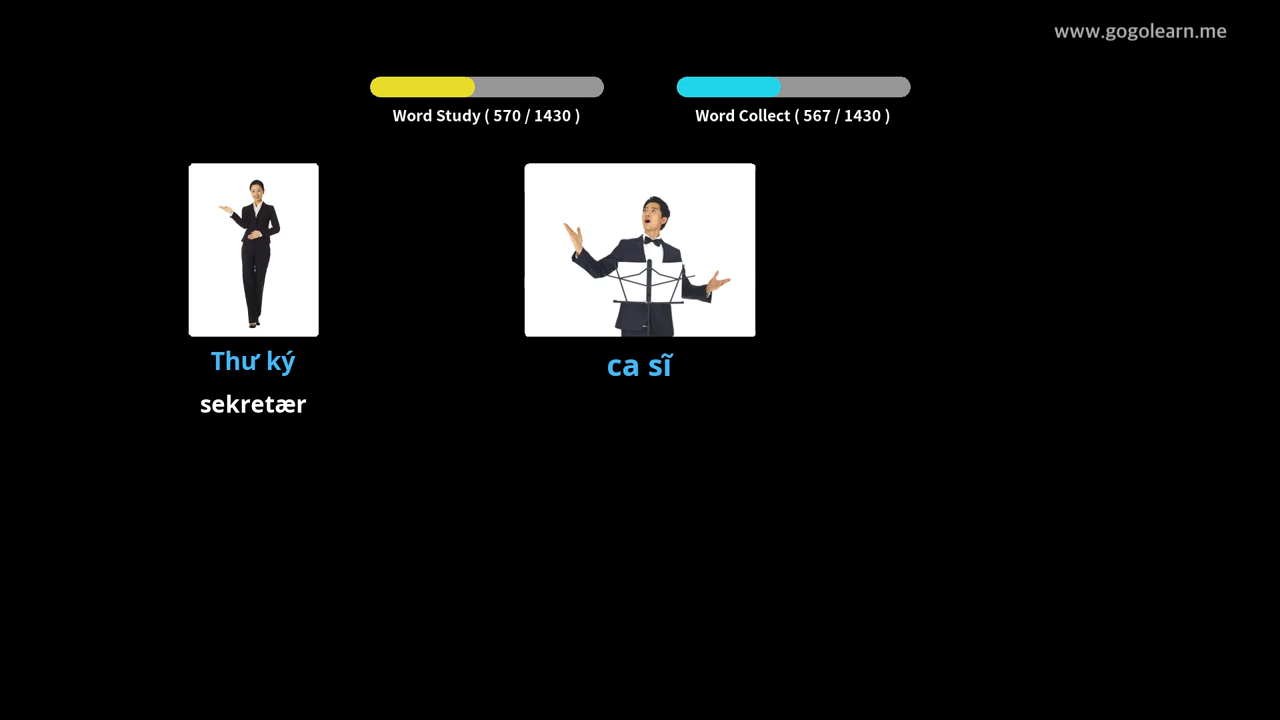 www.gogolearn.me
Word Study ( 570 / 1430 )
Word Collect ( 567 / 1430 )
Thư ký
sekretær
ca sĩ